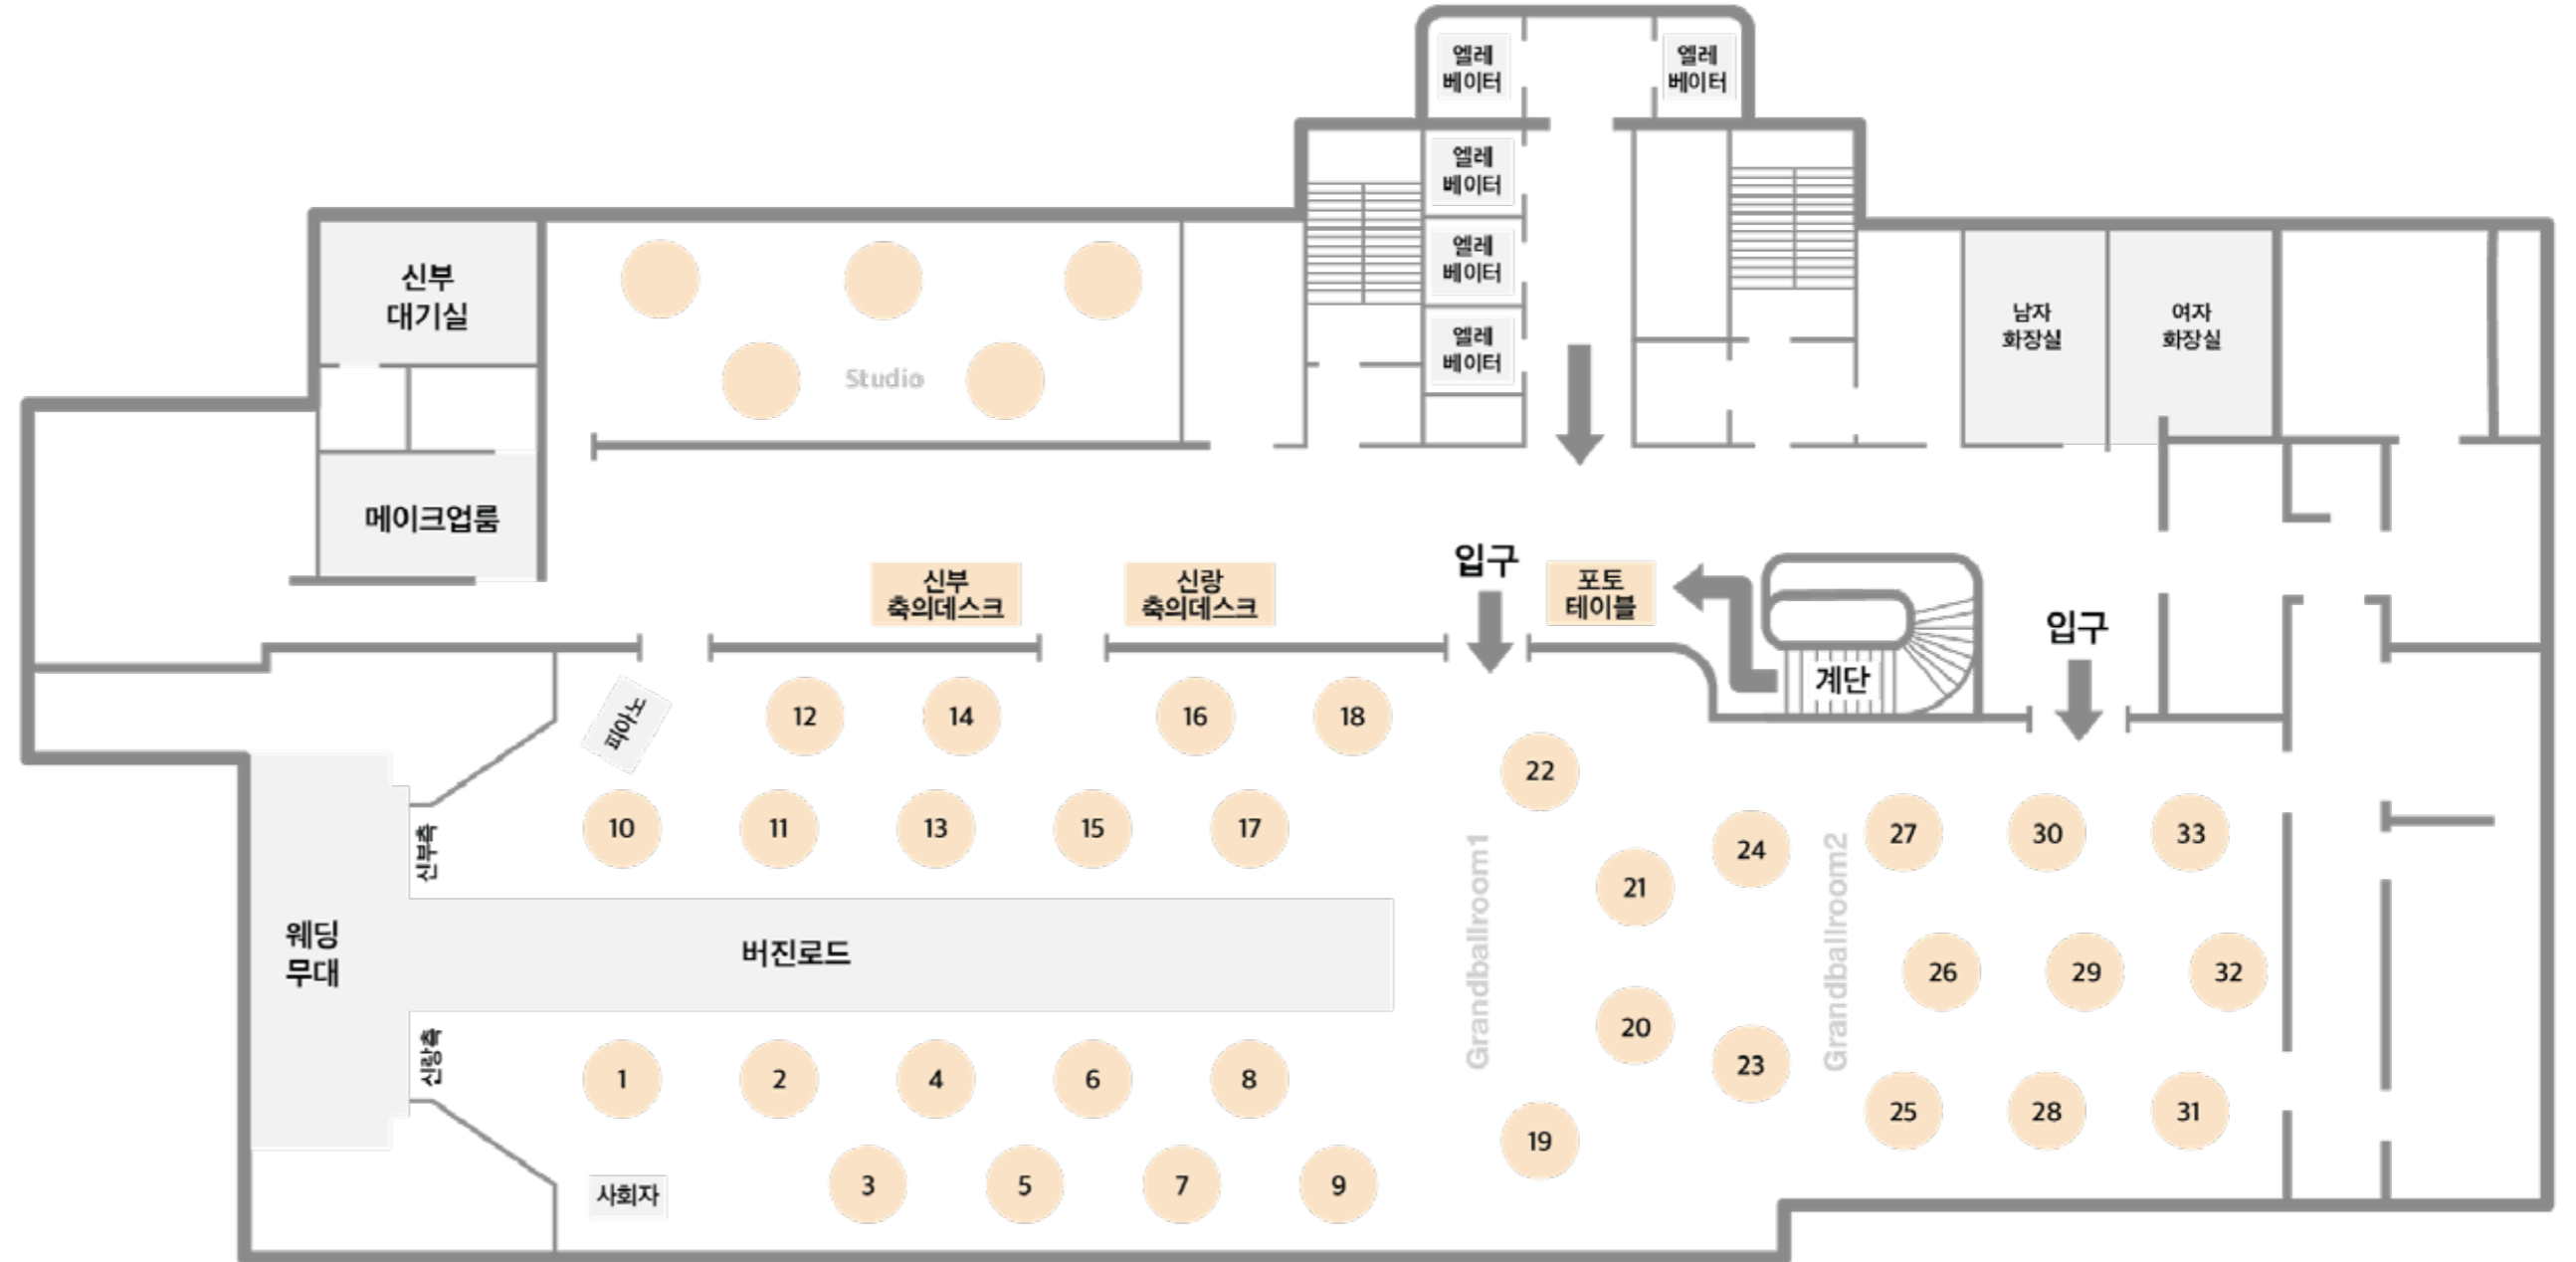 엘레
베이터
엘레
베이터
엘레
베이터
엘레
베이터
엘레
베이터
신부
대기실
Studio
남자
화장실
여자
화장실
메이크업룸
신부
축의데스크
신랑
축의데스크
입구
포토
테이블
계단
입구
피아노
12
14
16
18
22
10
11
13
15
17
21
24
27
30
33
신부측
웨딩
무대
버진로드
Grandballroom1
Grandballroom2
26
29
32
신랑측
1
2
4
6
8
20
23
25
28
31
19
사회자
3
5
7
9